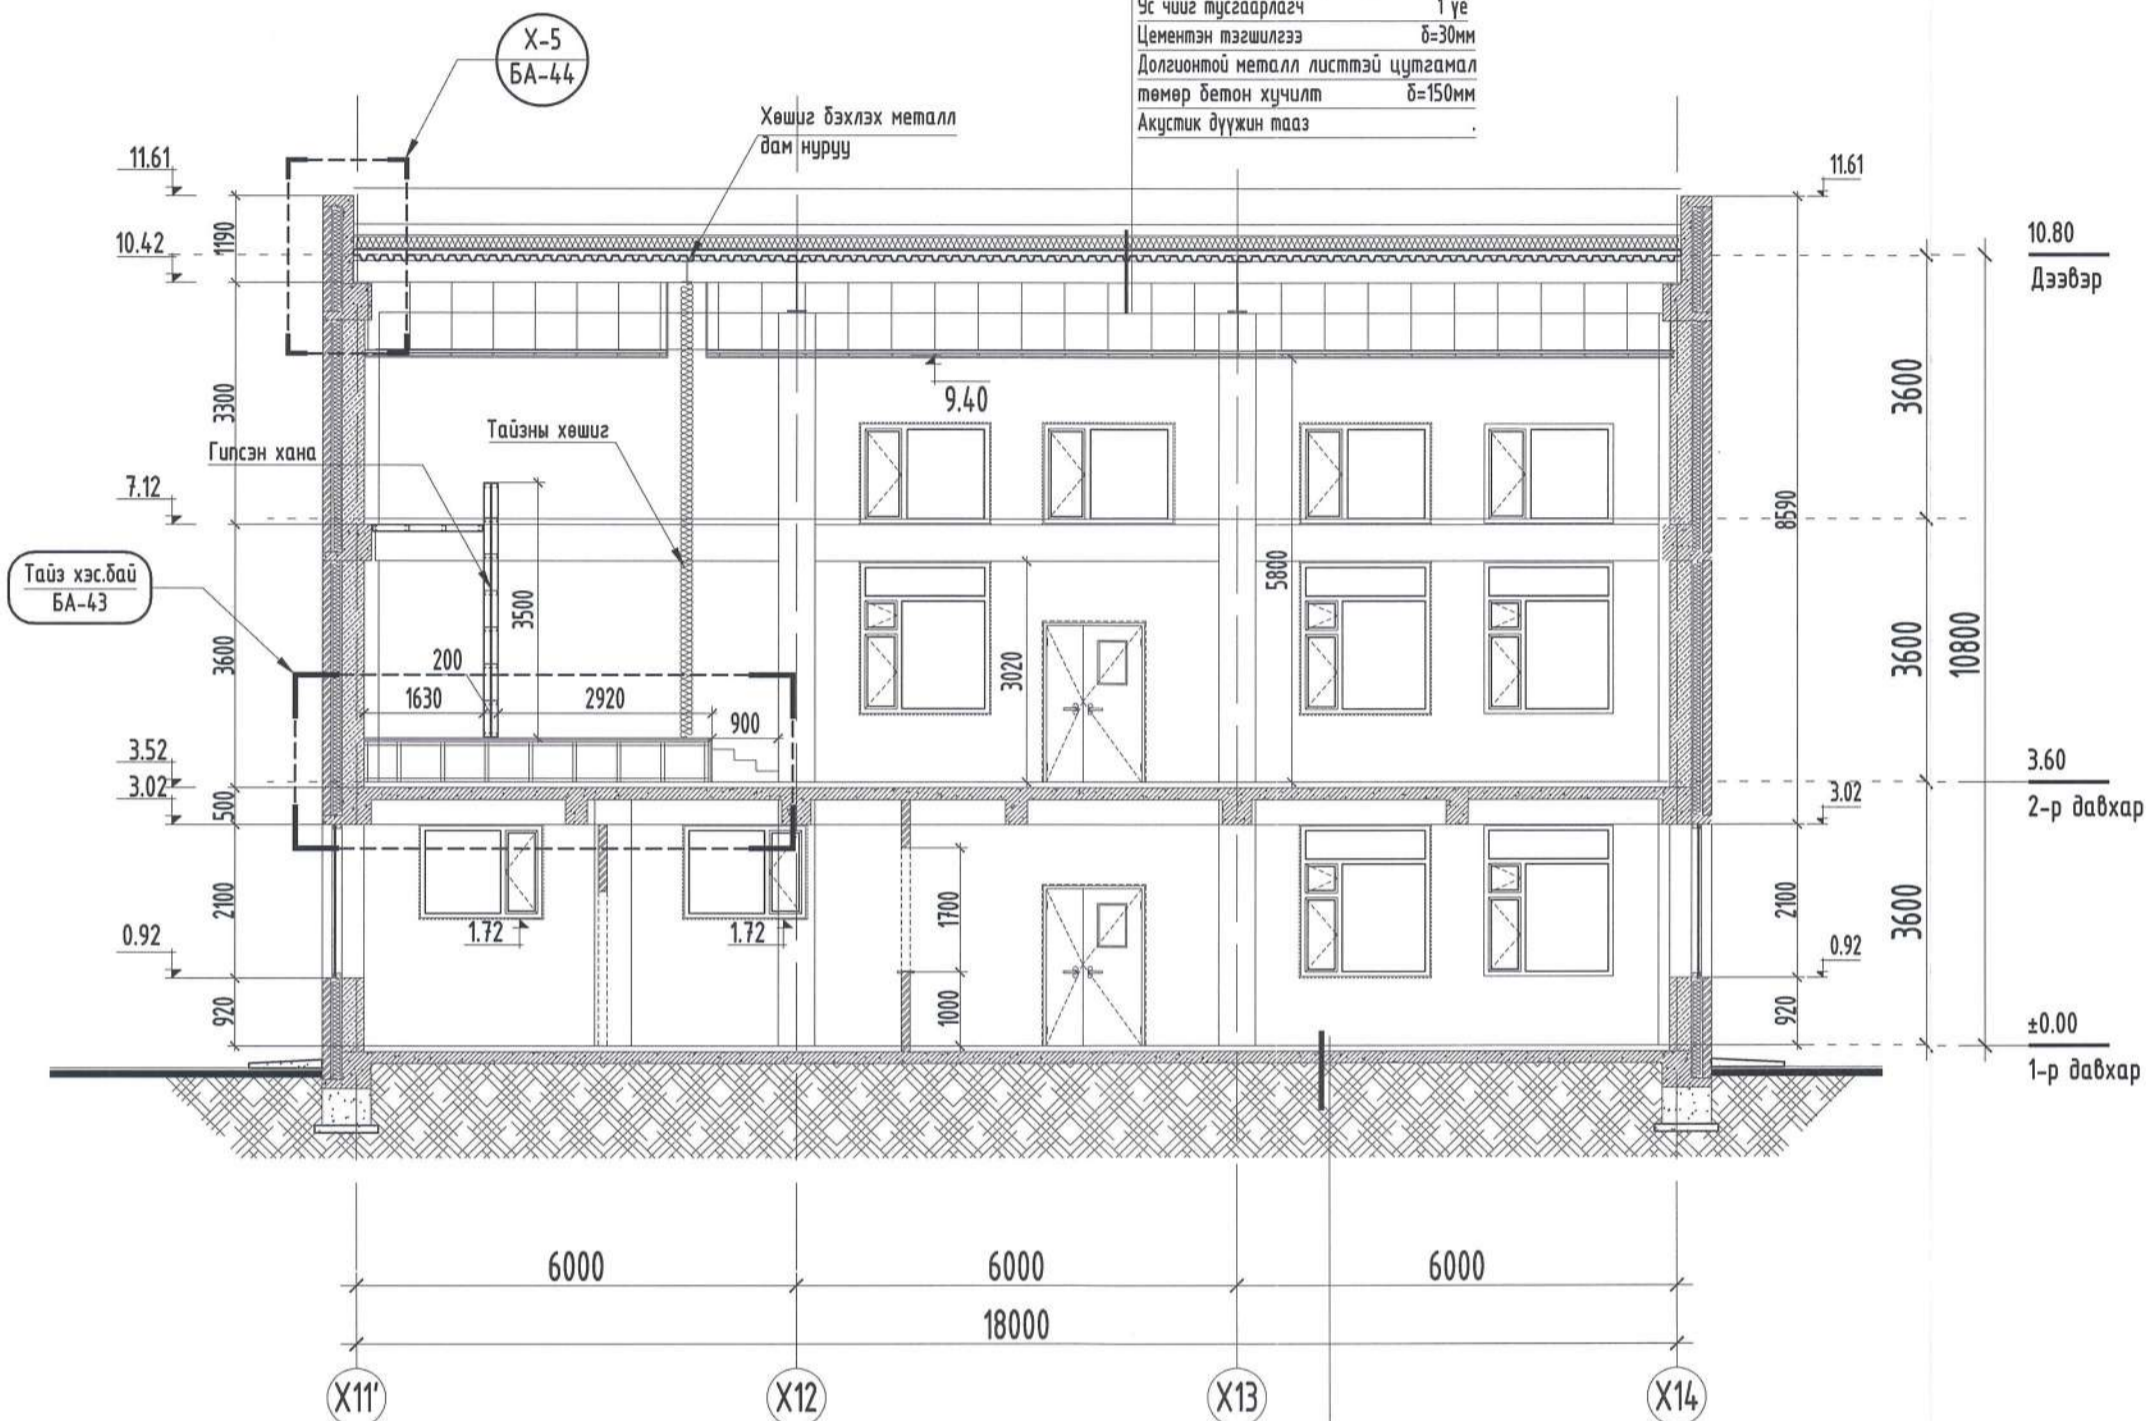 Ус чийг тусгаарлагч 1 үе
Цементэн тэгшилгээ δ=30мм
Долгионтой металл листтэй цутгамал
төмөр бетон хучилт δ=150мм
Акустик дүүжин тааз .
X-5
БА-44
Хөшиг бэхлэх металл
дам нуруу
11.61
11.61
10.42
1190
10.80
Дээвэр
3300
9.40
3600
Тайзны хөшиг
Гипсэн хана
7.12
8590
Тайз хэс.бай
БА-43
3500
5800
3600
3020
3600
10800
200
1630
2920
900
3.52
3.02
500
3.60
2-р давхар
3.02
2100
1700
2100
3600
1.72
1.72
0.92
0.92
920
1000
920
±0.00
1-р давхар
6000
6000
6000
18000
X11'
X12
X13
X14